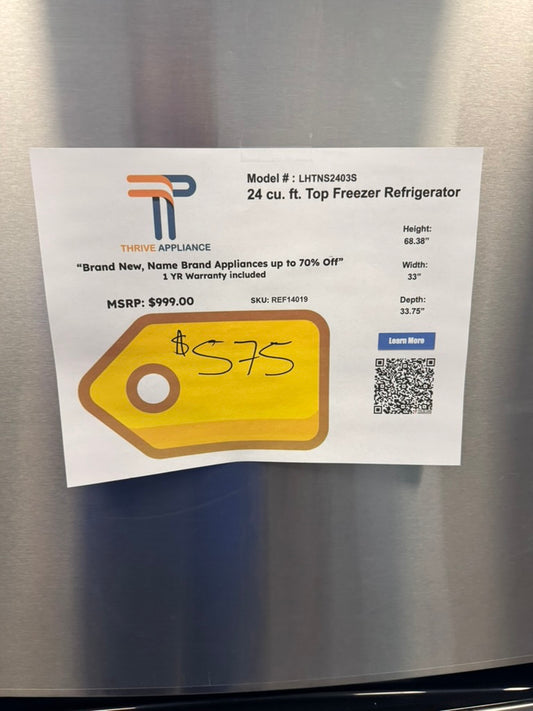 Model # : LHTNS2403S
24 cu. ft. Top Freezer Refrigerator
THRIVE APPLIANCE
“Brand New, Name Brand Appliances up to 70% Off”
1 YR Warranty included
MSRP: $999.00
SKU: REF14019
$575
Height:
68.38"
Width:
33"
Depth:
33.75"
Learn More